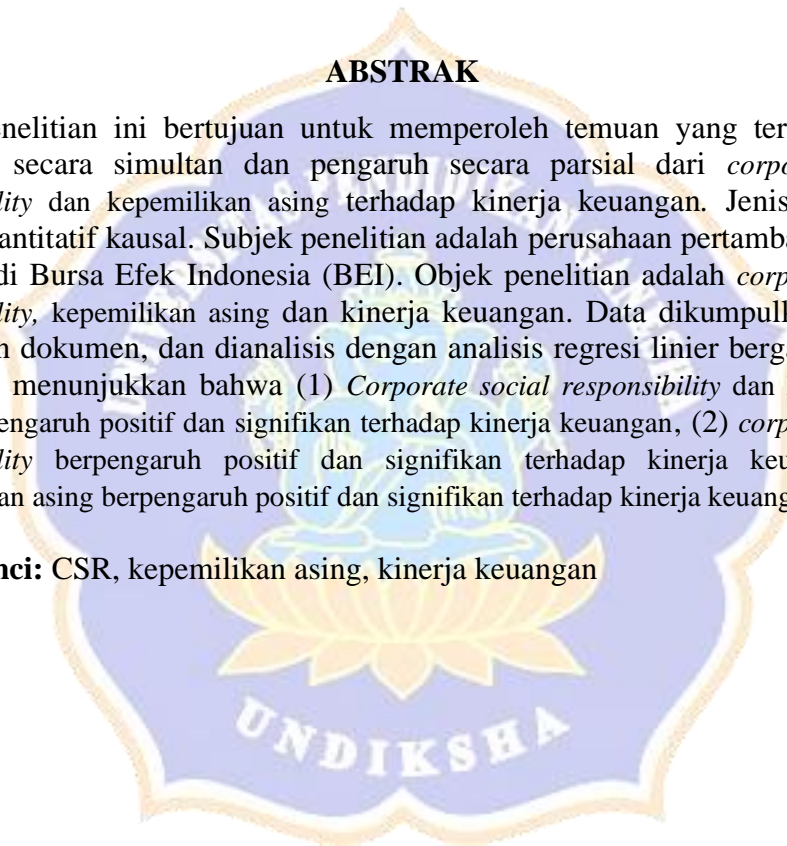 ABSTRAK
enelitian ini bertujuan untuk memperoleh temuan yang ter
secara simultan dan pengaruh secara parsial dari corpo
lity dan kepemilikan asing terhadap kinerja keuangan. Jenis
antitatif kausal. Subjek penelitian adalah perusahaan pertamba
di Bursa Efek Indonesia (BEI). Objek penelitian adalah corp
lity, kepemilikan asing dan kinerja keuangan. Data dikumpulk
n dokumen, dan dianalisis dengan analisis regresi linier berga
menunjukkan bahwa (1) Corporate social responsibility dan
engaruh positif dan signifikan terhadap kinerja keuangan, (2) corp
lity berpengaruh positif dan signifikan terhadap kinerja keu
an asing berpengaruh positif dan signifikan terhadap kinerja keuang
nci: CSR, kepemilikan asing, kinerja keuangan
UNIVERSITAS PENDIDIKAN GANESHA
UNDIKSHA